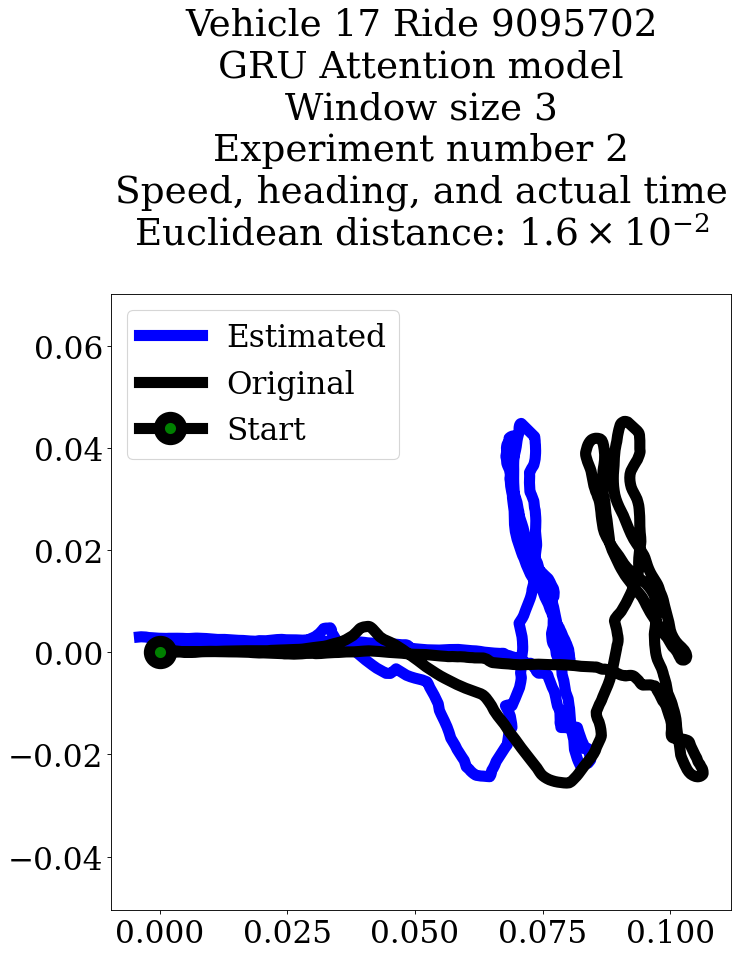 Vehicle 17 Ride 9095702
GRU Attention model
Window size 3
Experiment number 2
Speed, heading, and actual time
Euclidean distance: 1.6 × 10⁻²
Estimated
Original
Start
0.06
0.04
0.02
0.00
−0.02
−0.04
0.000 0.025 0.050 0.075 0.100